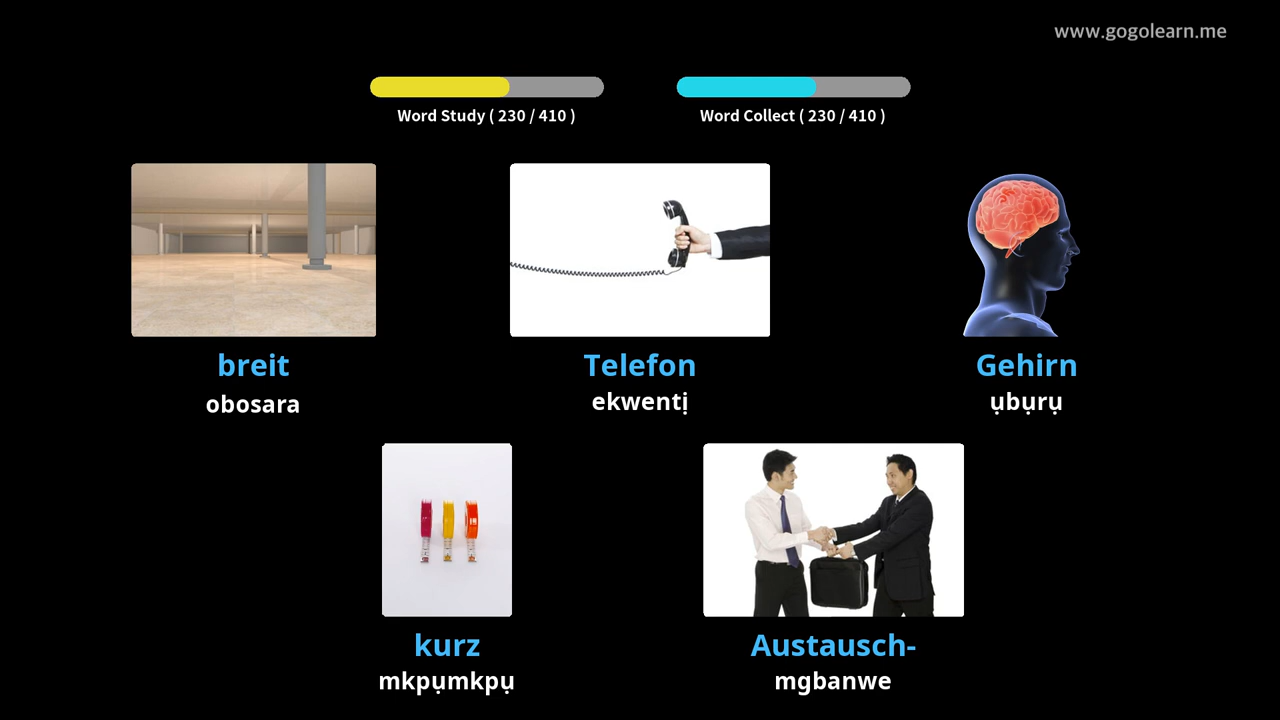 www.gogolearn.me
Word Study ( 230 / 410 )
Word Collect ( 230 / 410 )
breit
obosara
Telefon
ekwentị
Gehirn
ụbụrụ
kurz
mkpụmkpụ
Austausch-
mgbanwe